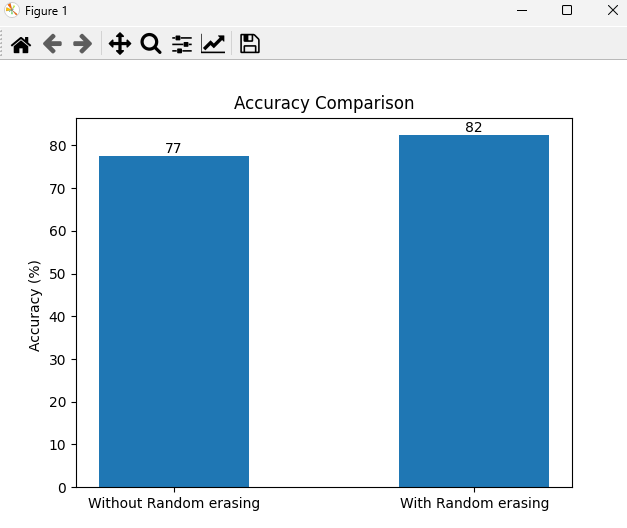 Figure 1
Accuracy Comparison
77
82
Accuracy (%)
80
70
60
50
40
30
20
10
0
Without Random erasing
With Random erasing